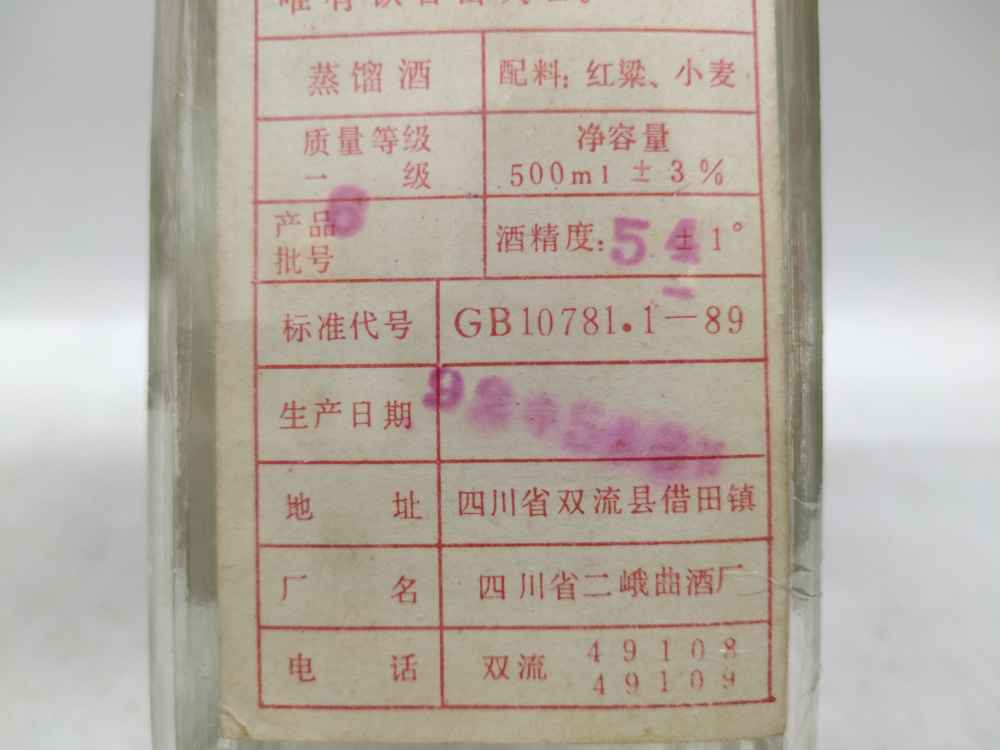 蒸馏酒
配料：红粱、小麦
质量等级
一级
净容量
500ml ± 3%
产品 6
批号
酒精度：54 ± 1°
标准代号
GB10781.1—89
生产日期
地址
四川省双流县借田镇
厂名
四川省二峨曲酒厂
电话
双流
49108
49109